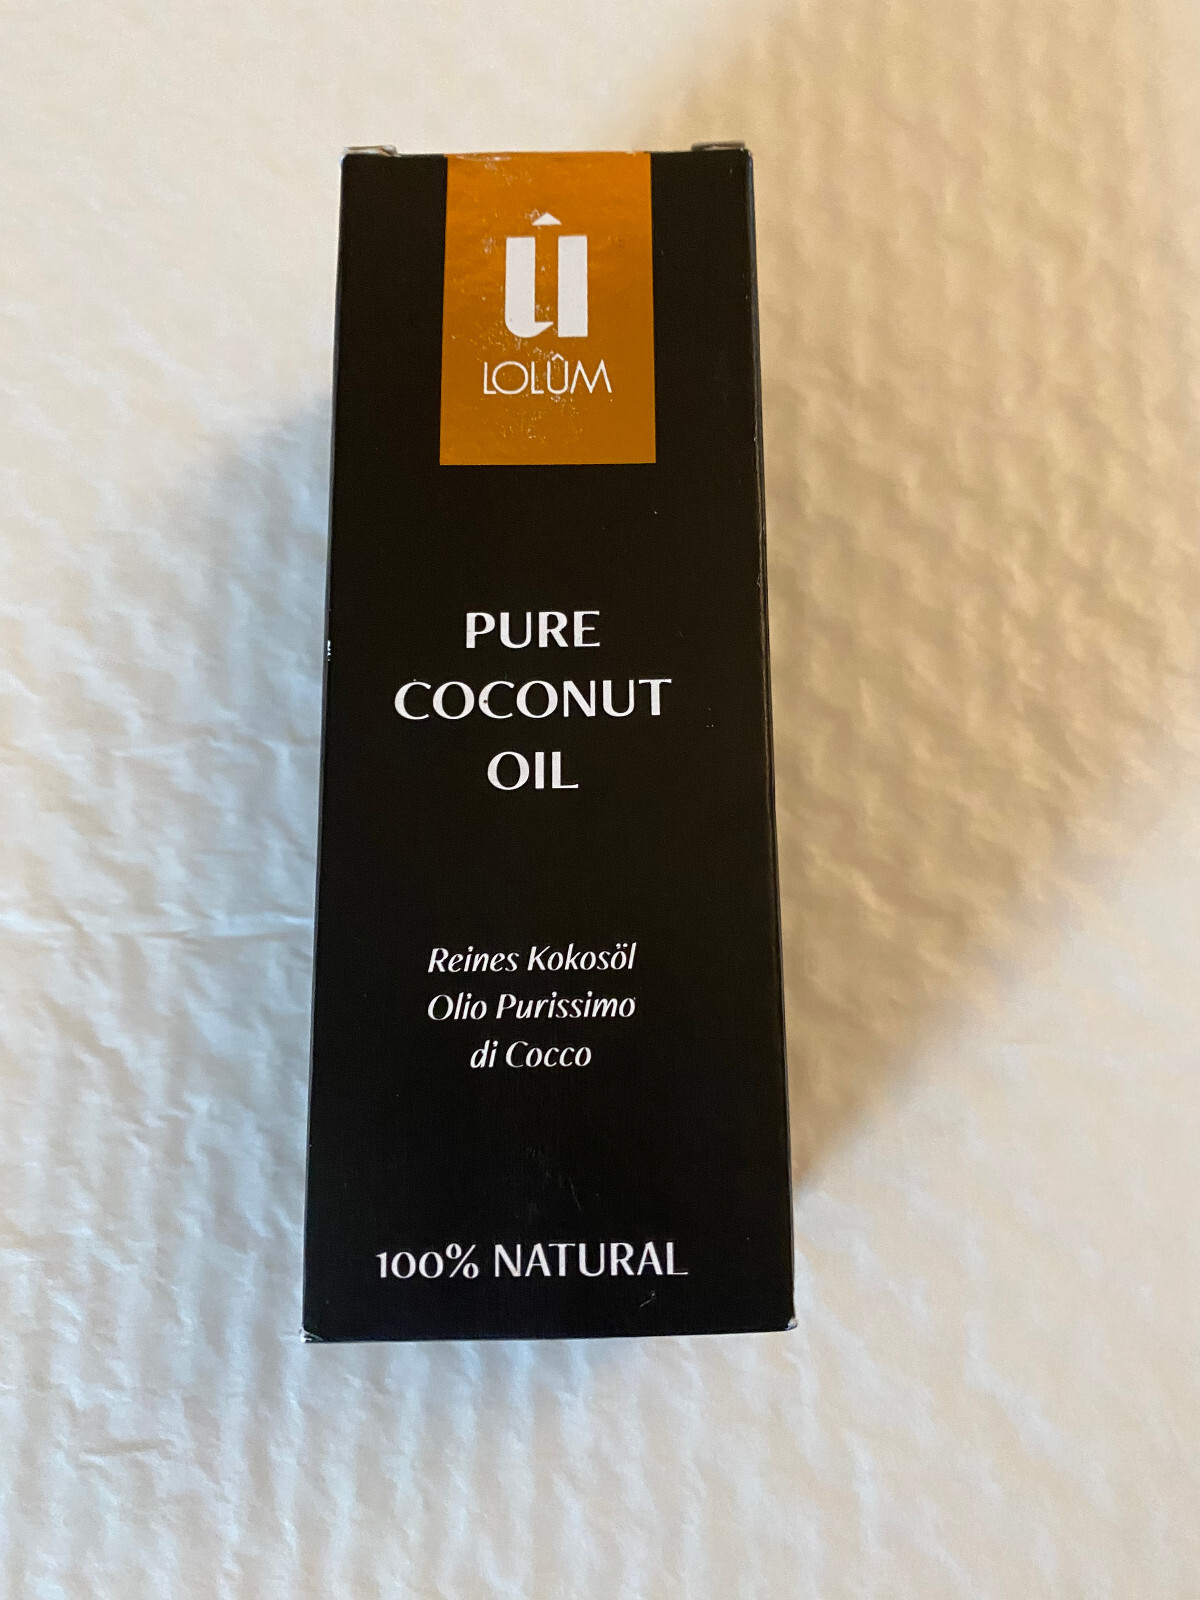 û
LOLÛM
PURE
COCONUT
OIL
Reines Kokosöl
Olio Purissimo
di Cocco
100% NATURAL